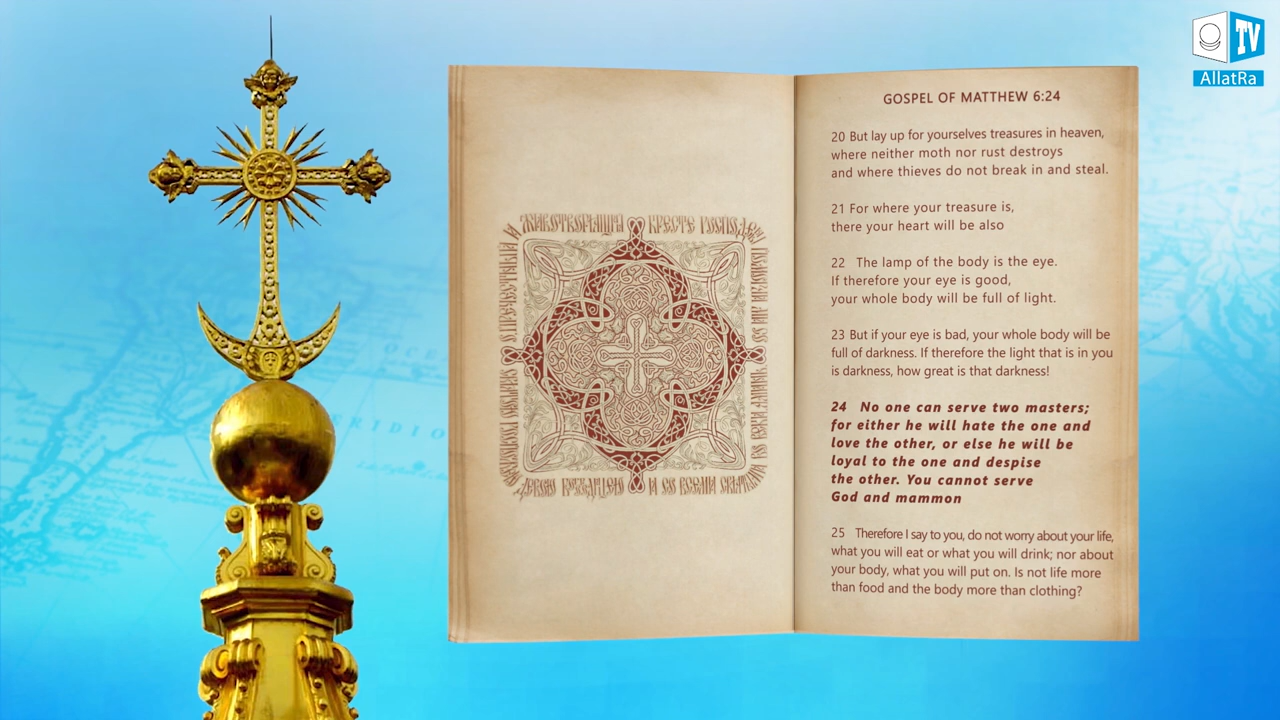 TV
AllatRa
GOSPEL OF MATTHEW 6:24
20 But lay up for yourselves treasures in heaven,
where neither moth nor rust destroys
and where thieves do not break in and steal.
21 For where your treasure is,
there your heart will be also
22 The lamp of the body is the eye.
If therefore your eye is good,
your whole body will be full of light.
23 But if your eye is bad, your whole body will be
full of darkness. If therefore the light that is in you
is darkness, how great is that darkness!
24 No one can serve two masters;
for either he will hate the one and
love the other, or else he will be
loyal to the one and despise
the other. You cannot serve
God and mammon
25 Therefore I say to you, do not worry about your life,
what you will eat or what you will drink; nor about
your body, what you will put on. Is not life more
than food and the body more than clothing?